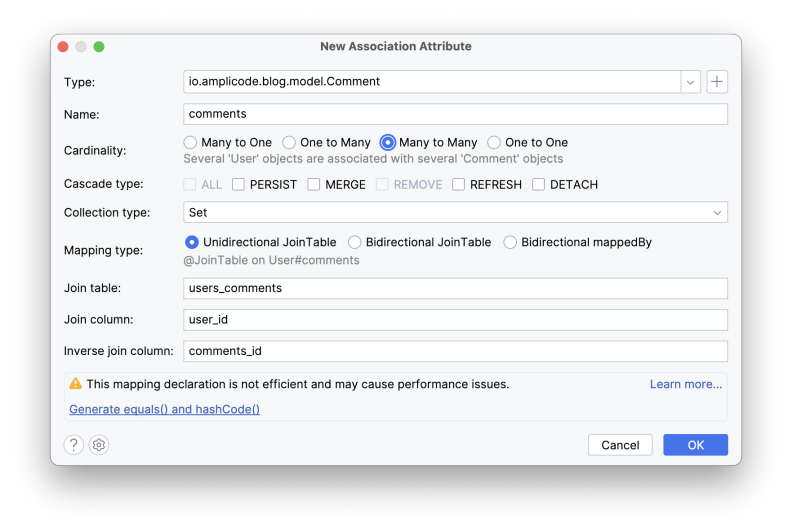 New Association Attribute
Type: io.amplicode.blog.model.Comment
Name: comments
Cardinality: Many to One One to Many Many to Many One to One
Several 'User' objects are associated with several 'Comment' objects
Cascade type: ALL PERSIST MERGE REMOVE REFRESH DETACH
Collection type: Set
Mapping type: Unidirectional JoinTable Bidirectional JoinTable Bidirectional mappedBy
@JoinTable on User#comments
Join table: users_comments
Join column: user_id
Inverse join column: comments_id
This mapping declaration is not efficient and may cause performance issues. Learn more...
Generate equals() and hashCode()
? Cancel OK